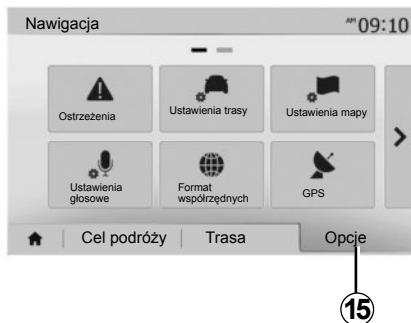 Nawigacja
AM 09:10
Ostrzeżenia
Ustawienia trasy
Ustawienia mapy
Ustawienia
głosowe
Format
współrzędnych
GPS
Cel podróży
Trasa
Opcje
15